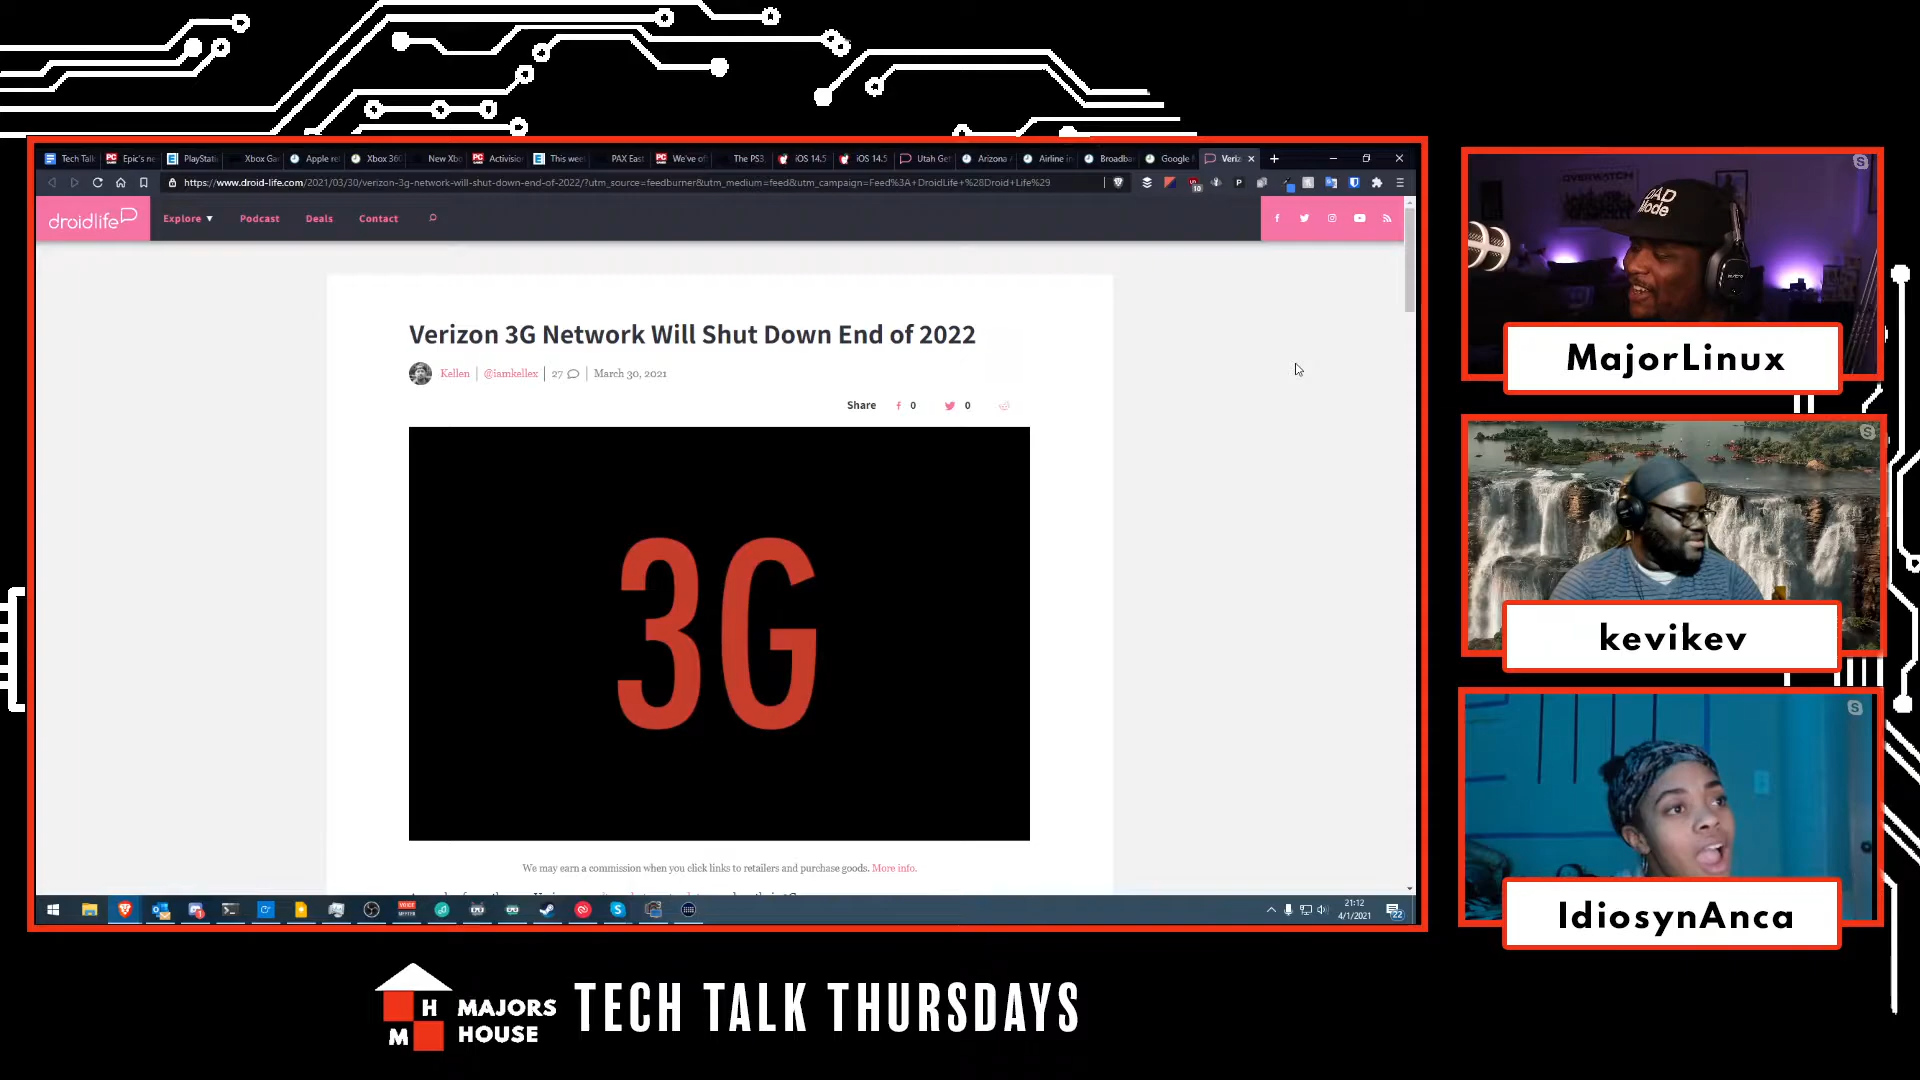 Tech Talk
Epic's ne
PlayStati
Xbox Ga
Apple re
Xbox 360
New Xbo
Activisio
This wee
PAX East
We've of
The PS3,
iOS 14.5
iOS 14.5
Utah Get
Arizona
Airline in
Broadba
Google
Veriz
https://www.droid-life.com/2021/03/30/verizon-3g-network-will-shut-down-end-of-2022/?utm_source=feedburner&utm_medium=feed&utm_campaign=Feed%3A+DroidLife+%28Droid+Life%29
droidlife
Explore
Podcast
Deals
Contact
Verizon 3G Network Will Shut Down End of 2022
Kellen | @iamkellex | 27 | March 30, 2021
Share 0 0
3G
We may earn a commission when you click links to retailers and purchase goods. More info.
21:12
4/1/2021
22
OVERWATCH
DAD
Mode
MajorLinux
kevikev
IdiosynAnca
H
M
MAJORS
HOUSE
TECH TALK THURSDAYS